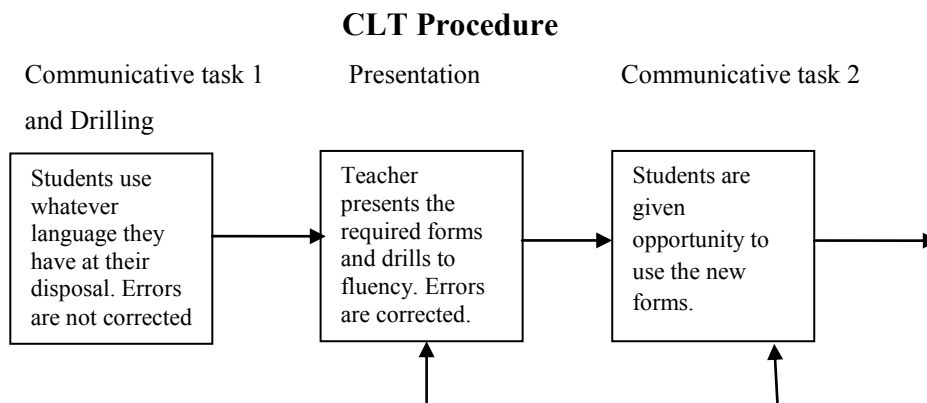 CLT Procedure
Communicative task 1
and Drilling
Presentation
Communicative task 2
Students use
whatever
language they
have at their
disposal. Errors
are not corrected
Teacher
presents the
required forms
and drills to
fluency. Errors
are corrected.
Students are
given
opportunity to
use the new
forms.